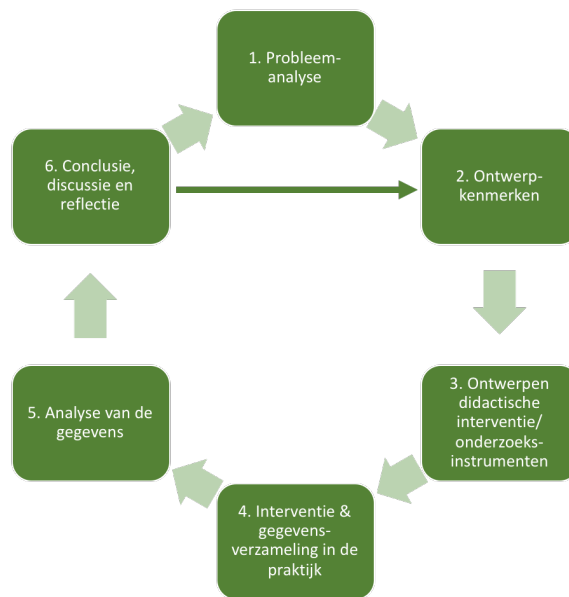 1. Probleem-
analyse
2. Ontwerp-
kenmerken
3. Ontwerpen
didactische
interventie/
onderzoeks-
instrumenten
4. Interventie &
gegevens-
verzameling in de
praktijk
5. Analyse van de
gegevens
6. Conclusie,
discussie en
reflectie